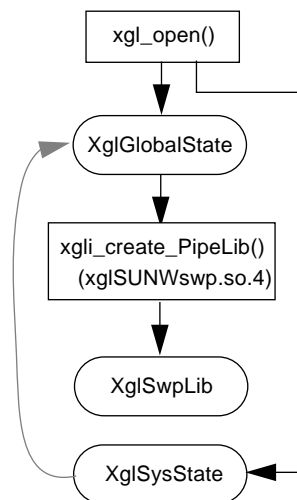 xgl_open()
XglGlobalState
xgli_create_PipeLib()
(xglSUNWswp.so.4)
XglSwpLib
XglSysState